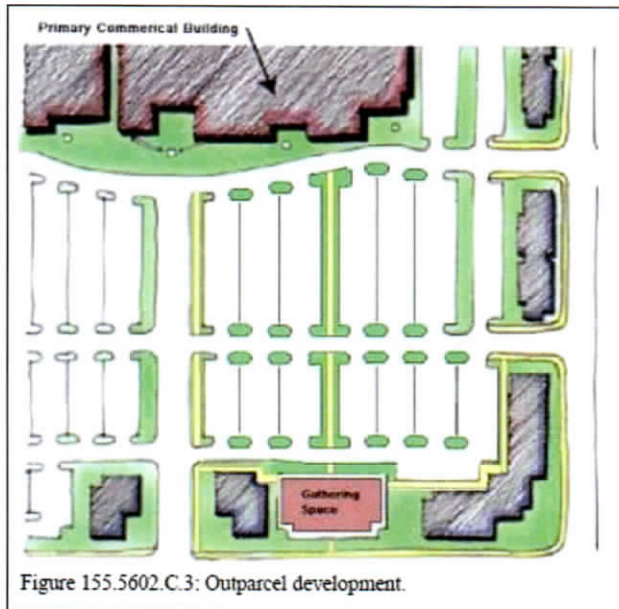 Primary Commerical Building
Gathering
Space
Figure 155.5602.C.3: Outparcel development.